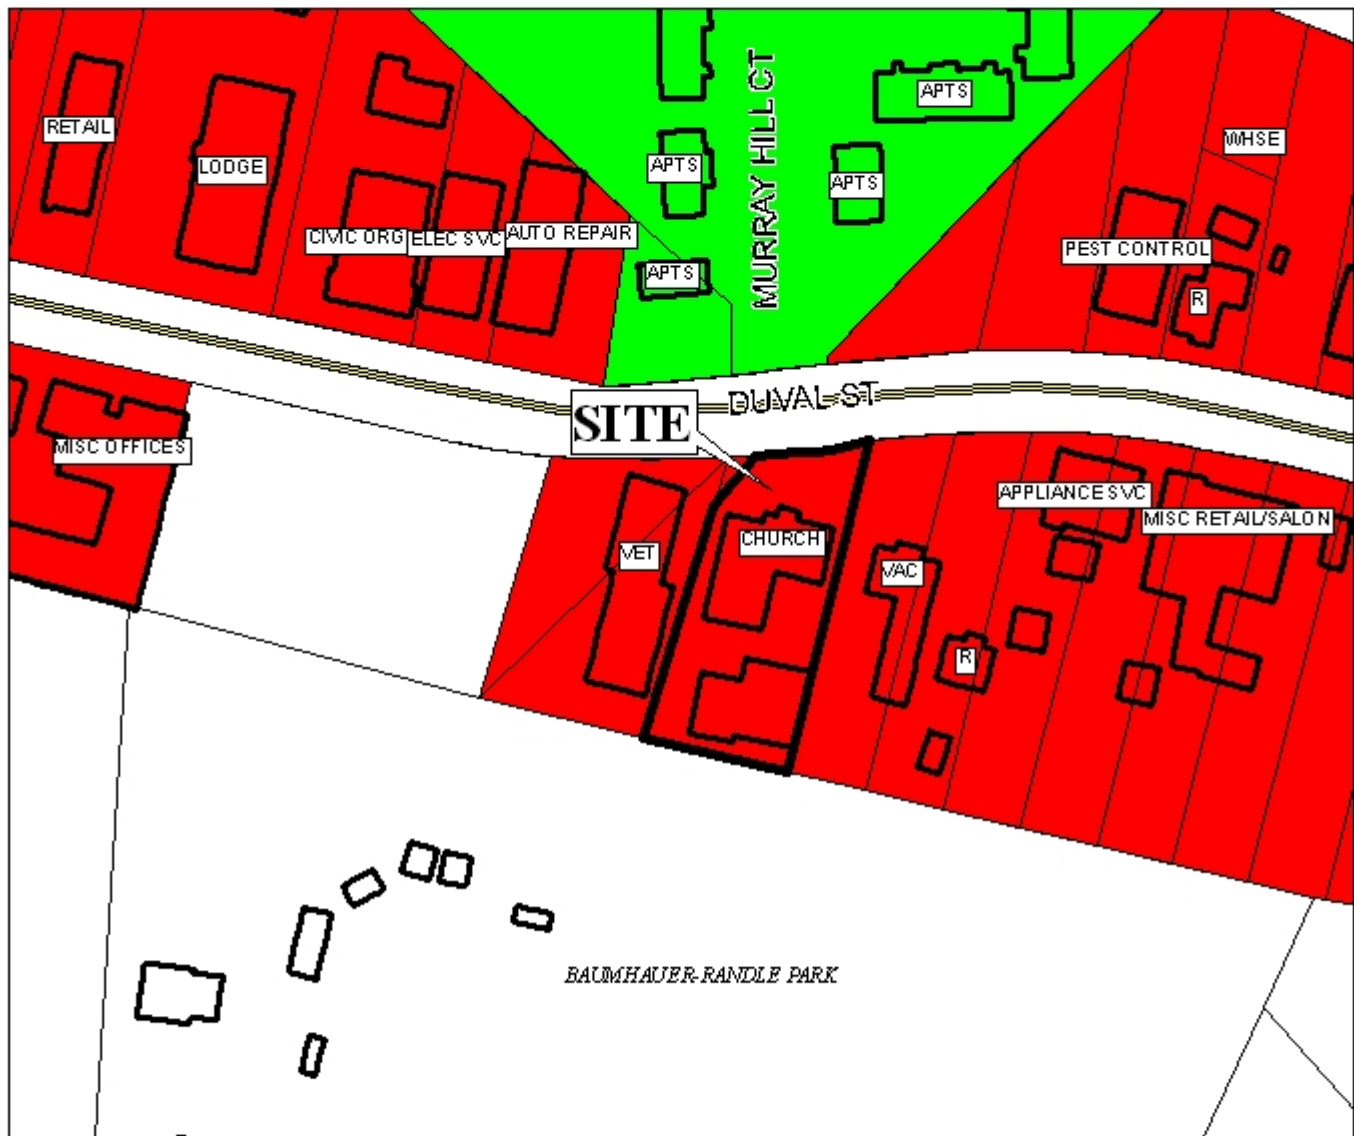 APTS
MURRAY HILL CT
RETAIL
WHSE
LODGE
APTS
APTS
CIVIC ORG
ELEC SVC
AUTO REPAIR
PEST CONTROL
APTS
R
DUVAL ST
SITE
MISC OFFICES
APPLIANCE SVC
MISC RETAIL/SALON
VET
CHURCH
VAC
R
BAUMHAUER-RANDLE PARK